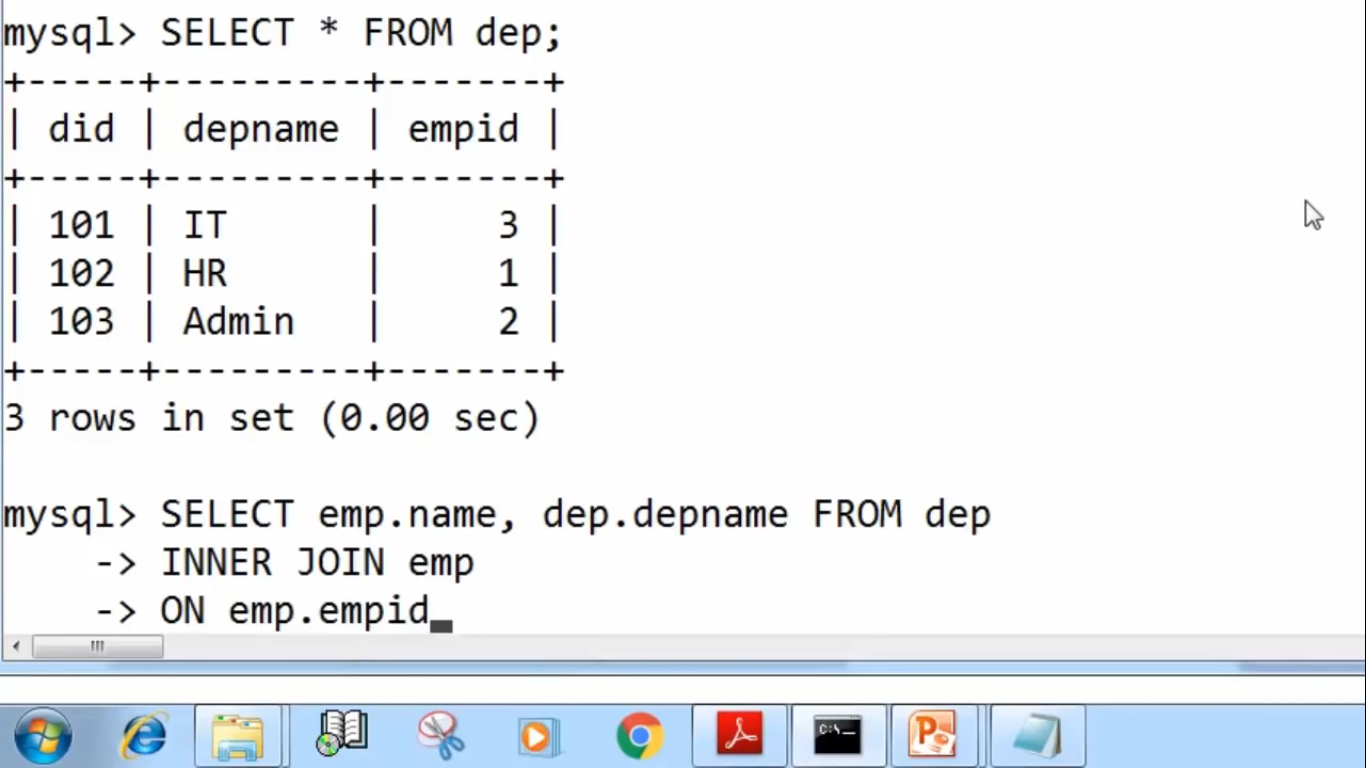 mysql> SELECT * FROM dep;
+-----+---------+-------+
| did | depname | empid |
+-----+---------+-------+
| 101 | IT      |     3 |
| 102 | HR      |     1 |
| 103 | Admin   |     2 |
+-----+---------+-------+
3 rows in set (0.00 sec)
mysql> SELECT emp.name, dep.depname FROM dep
    -> INNER JOIN emp
    -> ON emp.empid_
C:\._